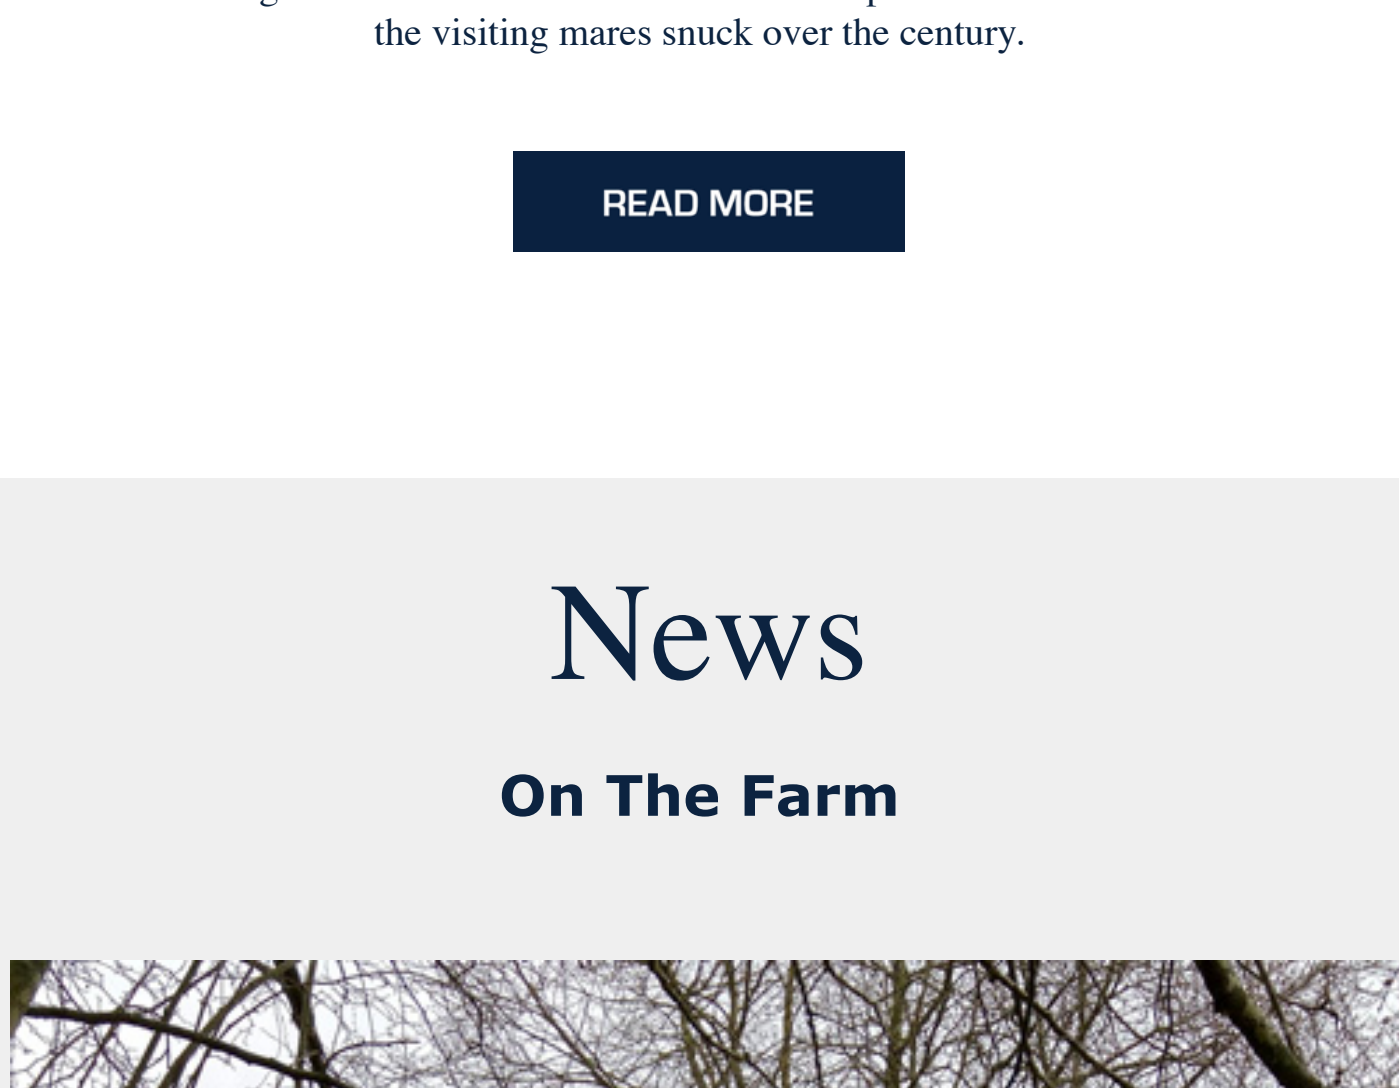 the visiting mares snuck over the century.
READ MORE
News
On The Farm